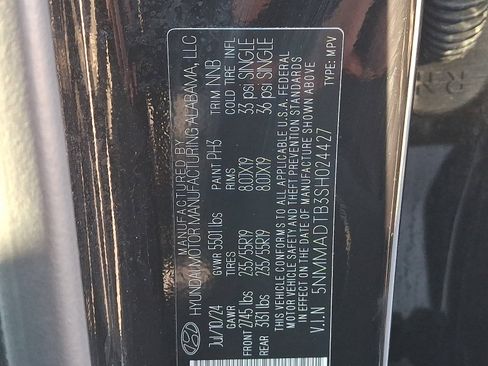 MANUFACTURED BY
HYUNDAI MOTOR MANUFACTURING ALABAMA, LLC
JU/10/24 GVWR 5501 lbs PAINT PH3 TRIM NNB
GAWR TIRES RIMS COLD TIRE INFL
FRONT 2745 lbs 235/55R19 8.0JX19 33 psi SINGLE
REAR 3131 lbs 235/55R19 8.0JX19 36 psi SINGLE
THIS VEHICLE CONFORMS TO ALL APPLICABLE U.S.A. FEDERAL
MOTOR VEHICLE SAFETY AND THEFT PREVENTION STANDARDS
IN EFFECT ON THE DATE OF MANUFACTURE SHOWN ABOVE
V.I.N 5NMMADTB3SH024427 TYPE: MPV